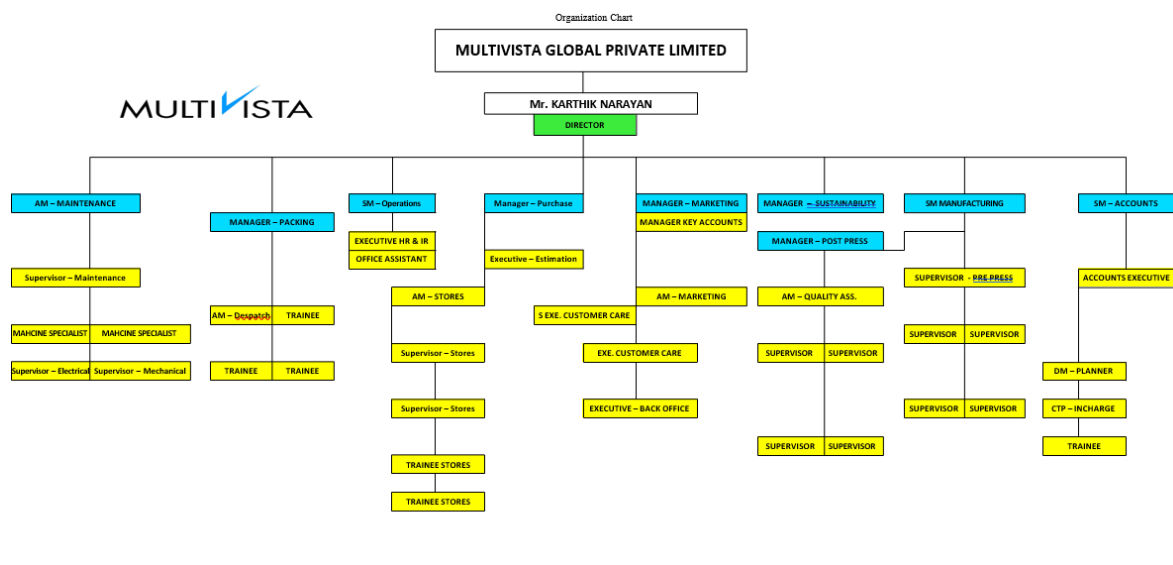 Organization Chart
MULTIVISTA GLOBAL PRIVATE LIMITED
MULTIVISTA
Mr. KARTHIK NARAYAN
DIRECTOR
AM – MAINTENANCE
Supervisor – Maintenance
MAHCINE SPECIALIST
MAHCINE SPECIALIST
Supervisor – Electrical
Supervisor – Mechanical
MANAGER – PACKING
AM – Despatch
TRAINEE
TRAINEE
TRAINEE
SM – Operations
EXECUTIVE HR & IR
OFFICE ASSISTANT
Manager – Purchase
Executive – Estimation
AM – STORES
Supervisor – Stores
Supervisor – Stores
TRAINEE STORES
TRAINEE STORES
MANAGER – MARKETING
MANAGER KEY ACCOUNTS
AM – MARKETING
S EXE. CUSTOMER CARE
EXE. CUSTOMER CARE
EXECUTIVE – BACK OFFICE
MANAGER – SUSTAINABILITY
MANAGER – POST PRESS
AM – QUALITY ASS.
SUPERVISOR
SUPERVISOR
SUPERVISOR
SUPERVISOR
SM MANUFACTURING
SUPERVISOR - PRE PRESS
SUPERVISOR
SUPERVISOR
SUPERVISOR
SUPERVISOR
SM – ACCOUNTS
ACCOUNTS EXECUTIVE
DM – PLANNER
CTP – INCHARGE
TRAINEE